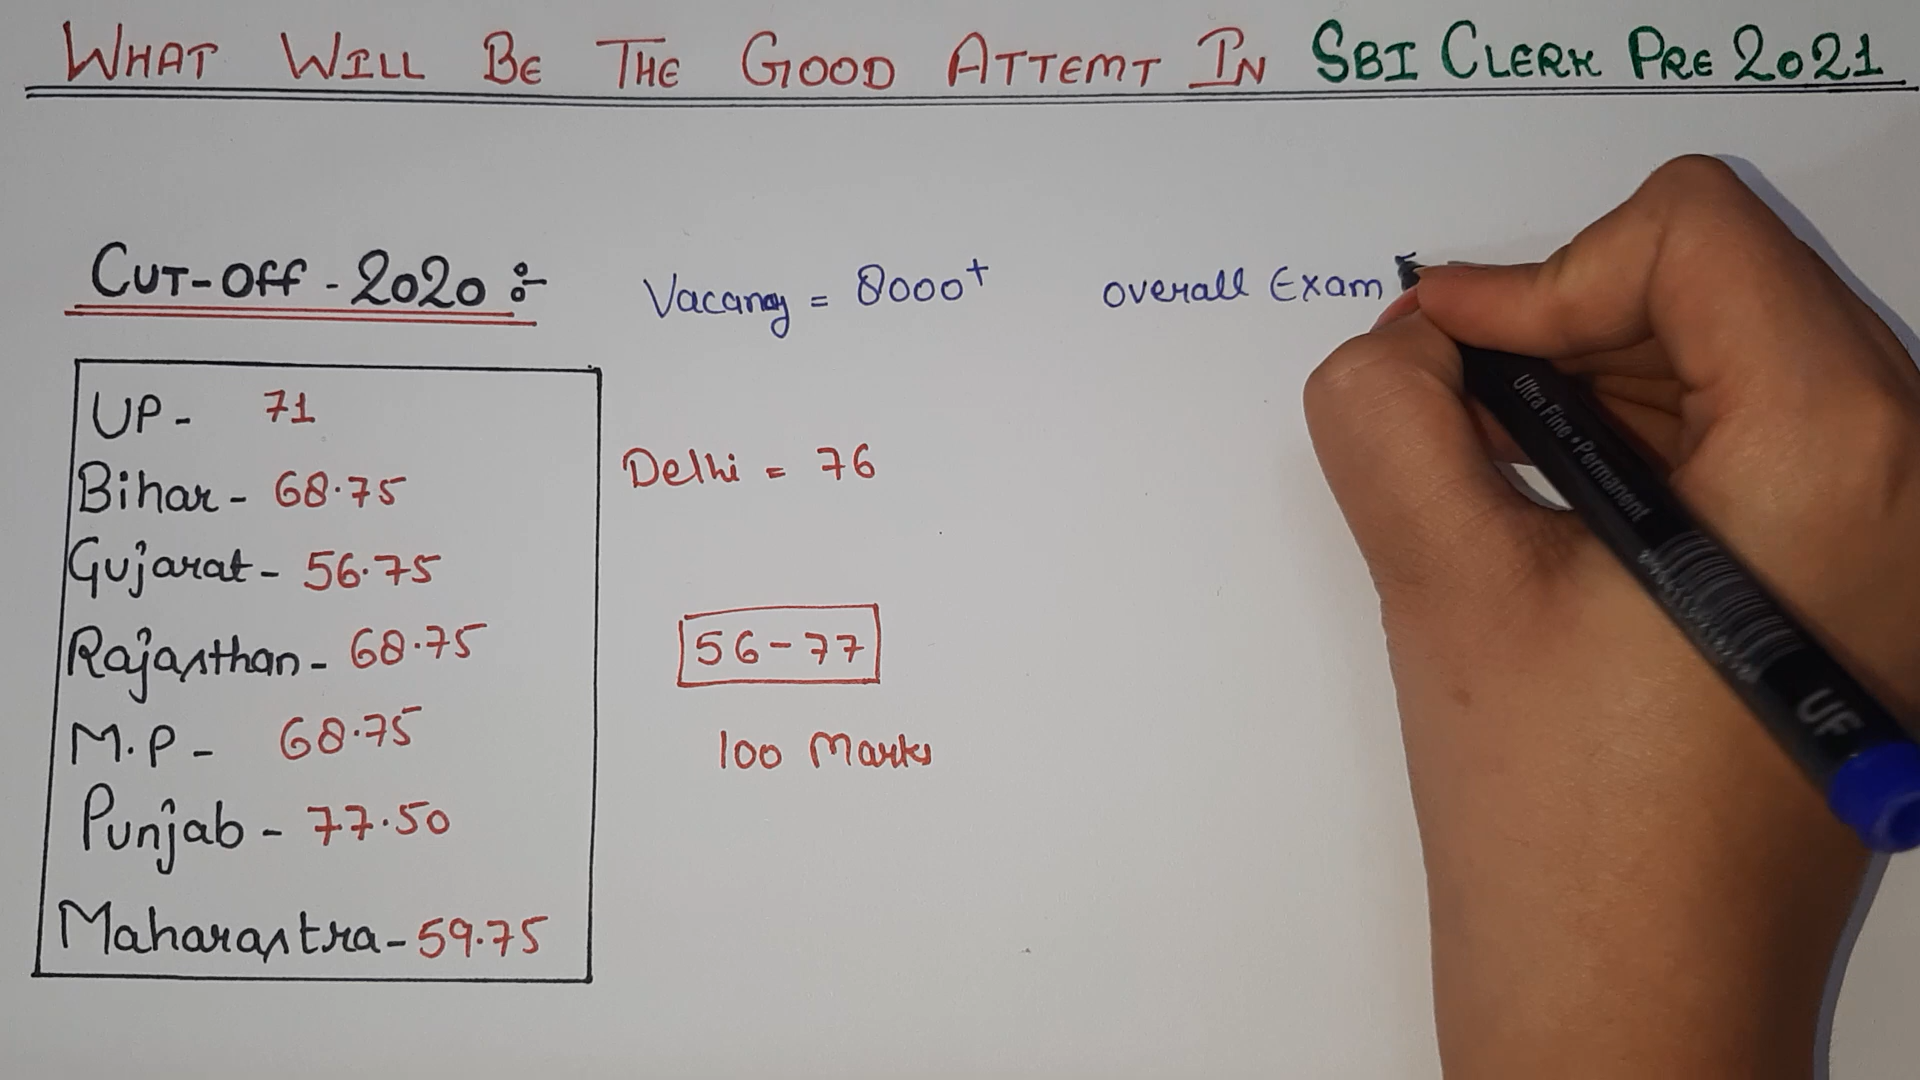 WHAT WILL BE THE GOOD ATTEMT IN SBI CLERK PRE 2021
CUT-OFF - 2020 :-
Vacancy = 8000+
overall Exam
UP - 71
Bihar - 68.75
Gujarat - 56.75
Rajasthan - 68.75
M.P - 68.75
Punjab - 77.50
Maharastra - 59.75
Delhi = 76
56-77
100 Marks
Ultra Fine • Permanent
UF